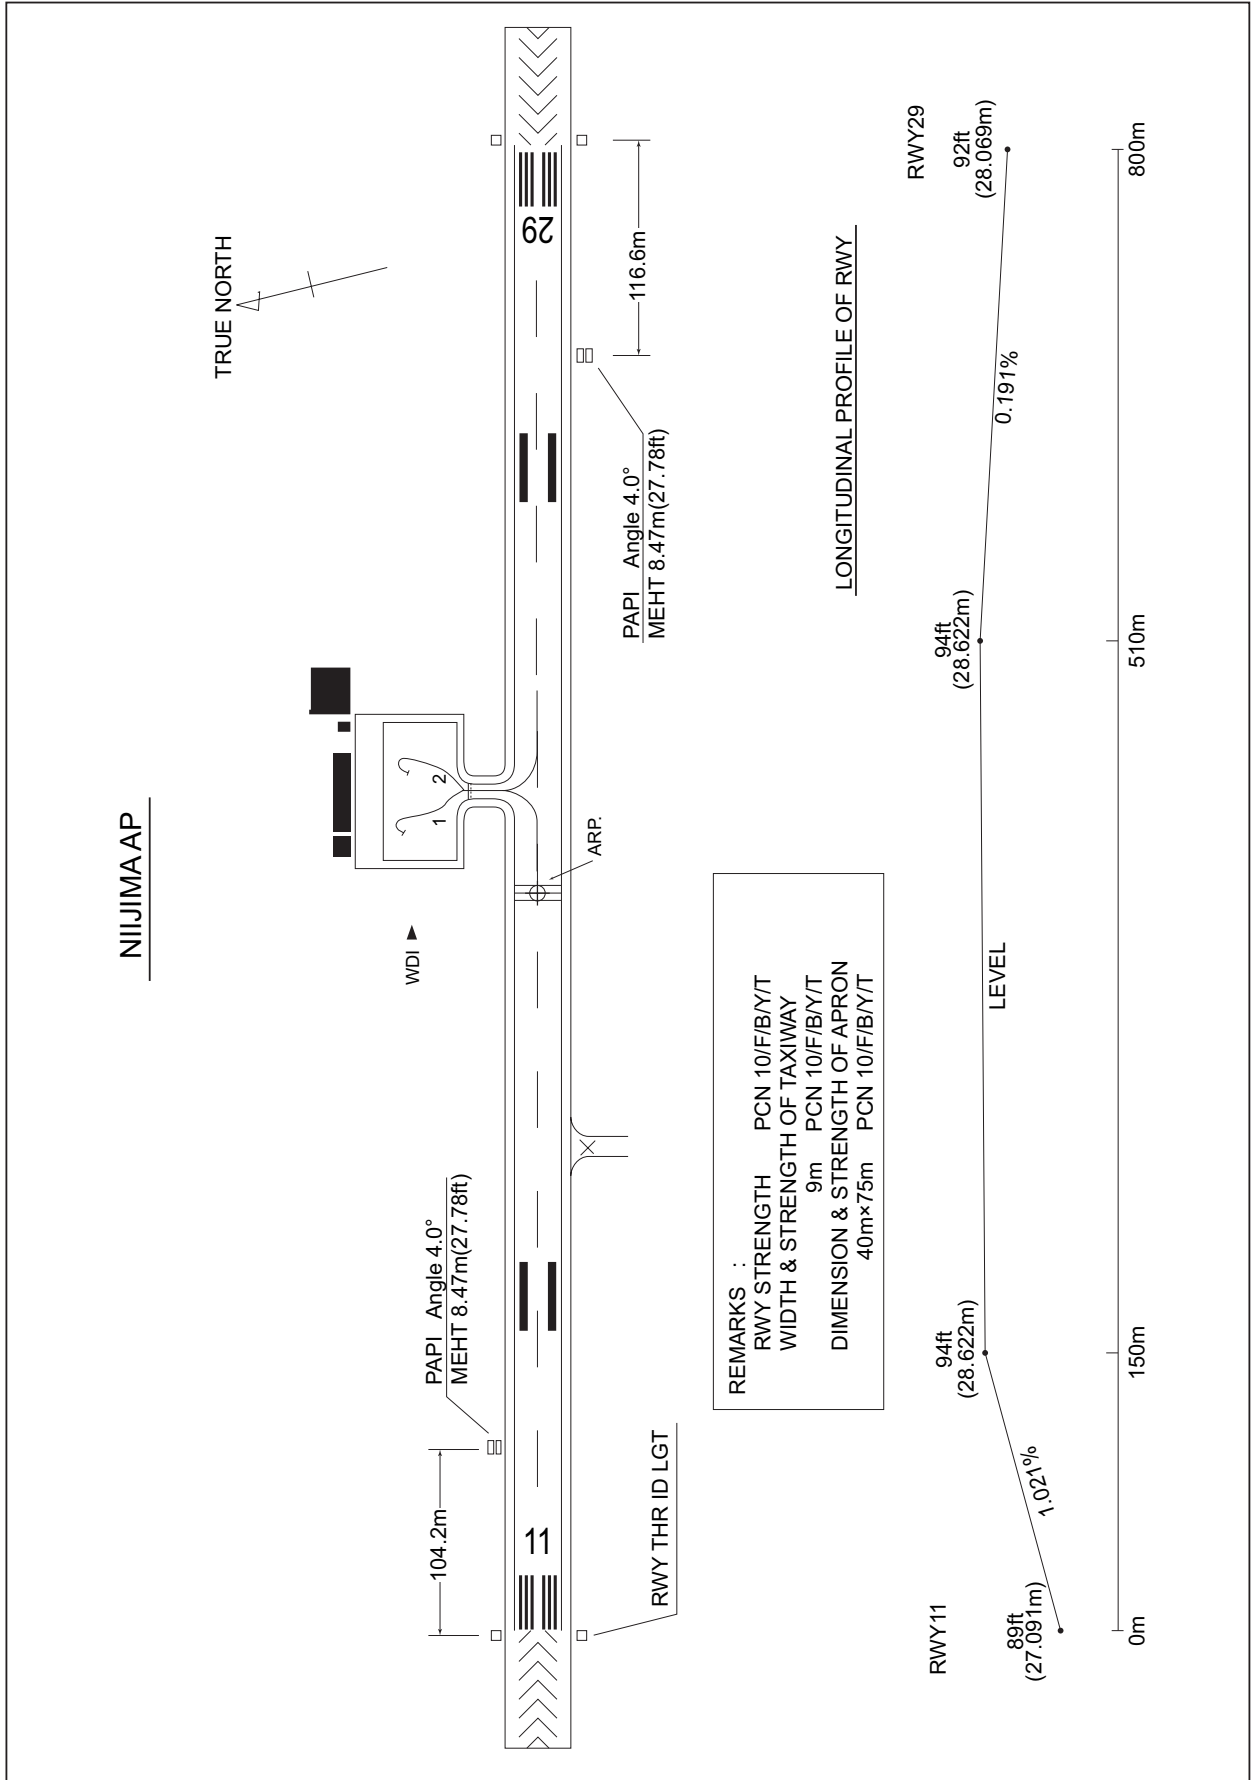 NIIJIMA AP
TRUE NORTH
WDI
1
2
ARP.
104.2m
PAPI Angle 4.0°
MEHT 8.47m(27.78ft)
11
29
RWY THR ID LGT
116.6m
PAPI Angle 4.0°
MEHT 8.47m(27.78ft)
REMARKS :
RWY STRENGTH PCN 10/F/B/Y/T
WIDTH & STRENGTH OF TAXIWAY
9m PCN 10/F/B/Y/T
DIMENSION & STRENGTH OF APRON
40m×75m PCN 10/F/B/Y/T
LONGITUDINAL PROFILE OF RWY
RWY11
RWY29
89ft
(27.091m)
94ft
(28.622m)
94ft
(28.622m)
92ft
(28.069m)
1.021%
LEVEL
0.191%
0m
150m
510m
800m